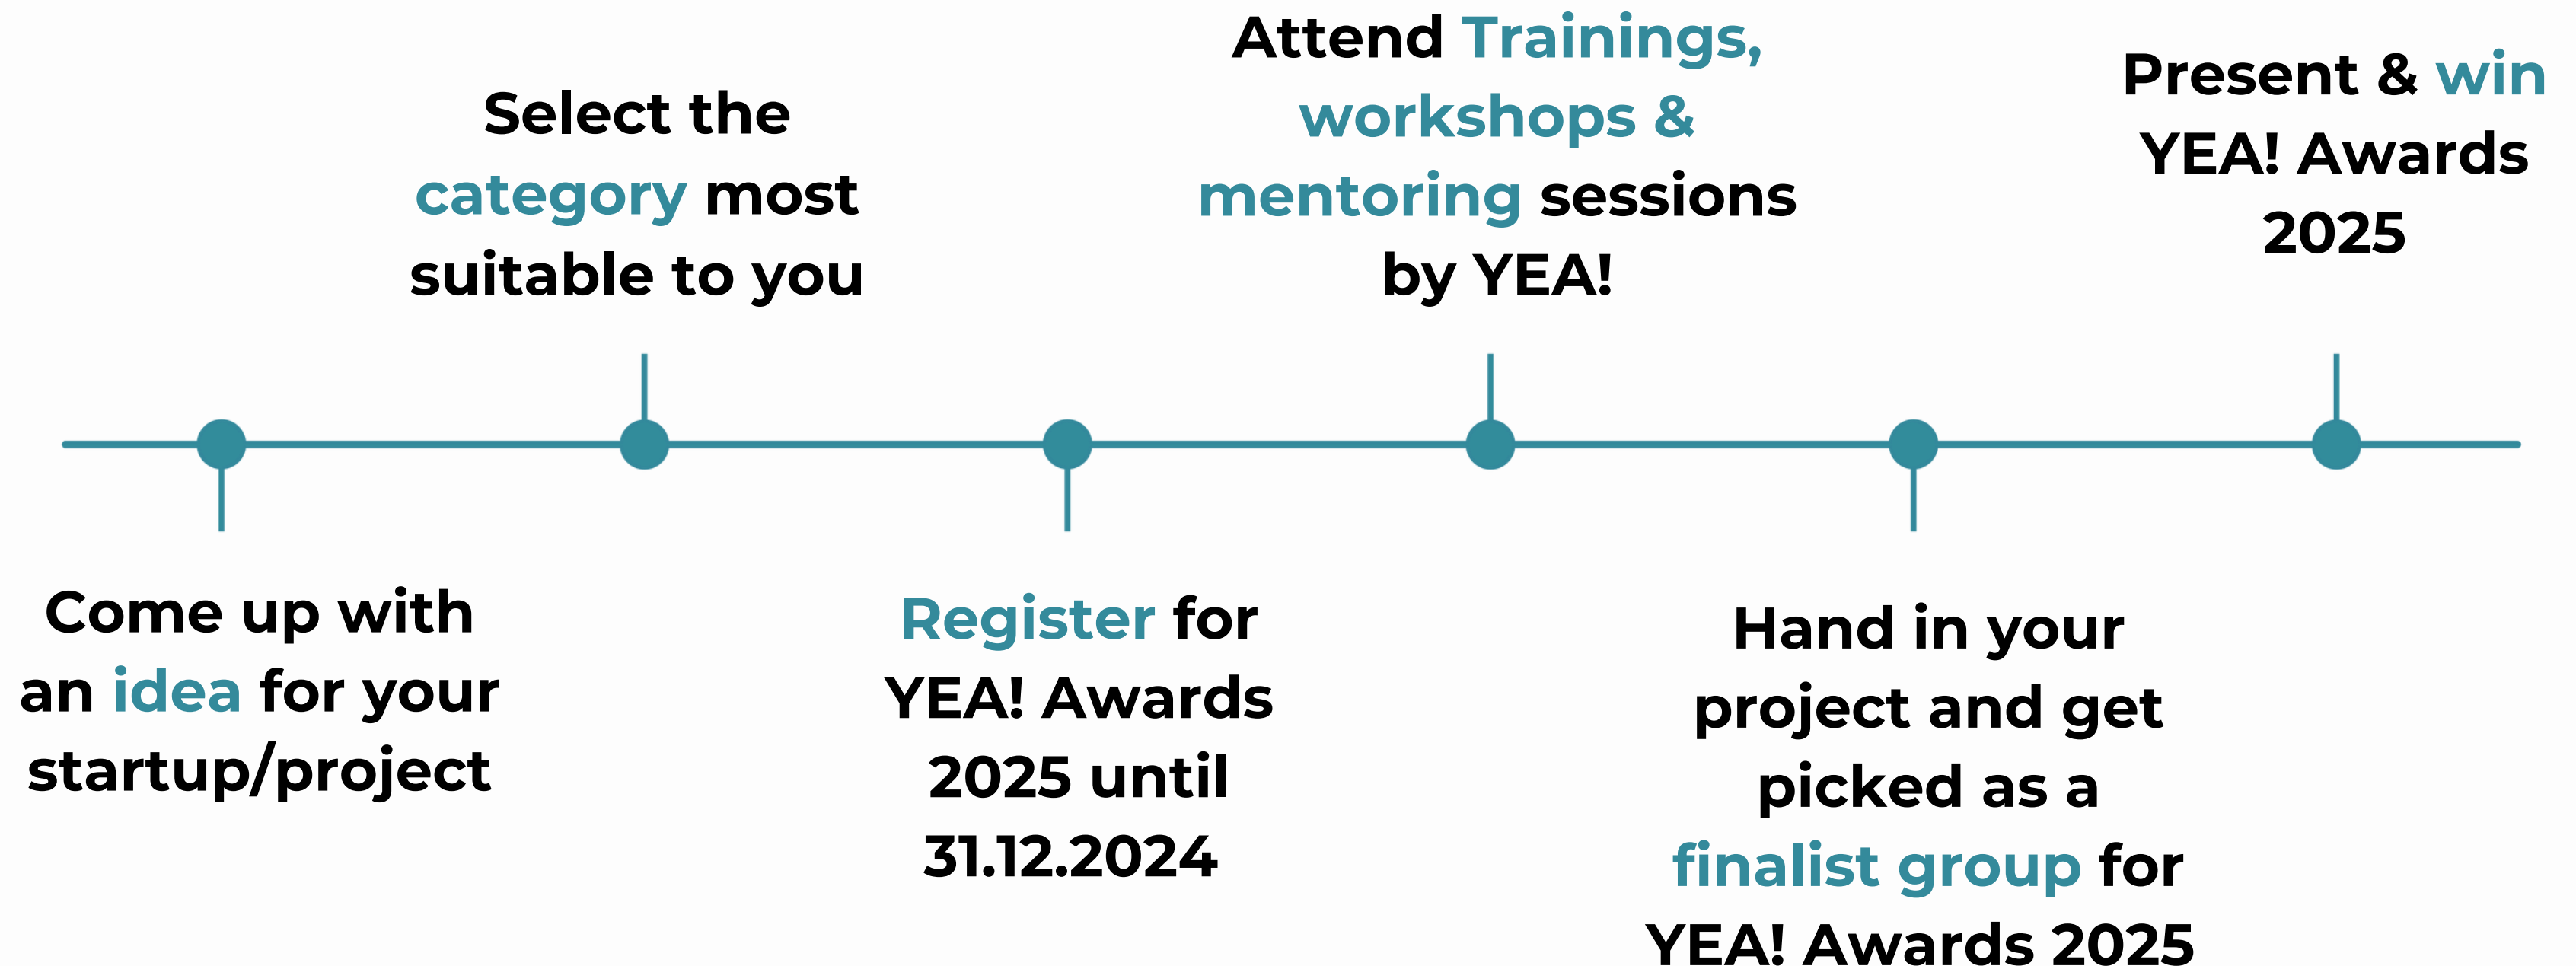 Come up with
an idea for your
startup/project
Select the
category most
suitable to you
Register for
YEA! Awards
2025 until
31.12.2024
Attend Trainings,
workshops &
mentoring sessions
by YEA!
Hand in your
project and get
picked as a
finalist group for
YEA! Awards 2025
Present & win
YEA! Awards
2025